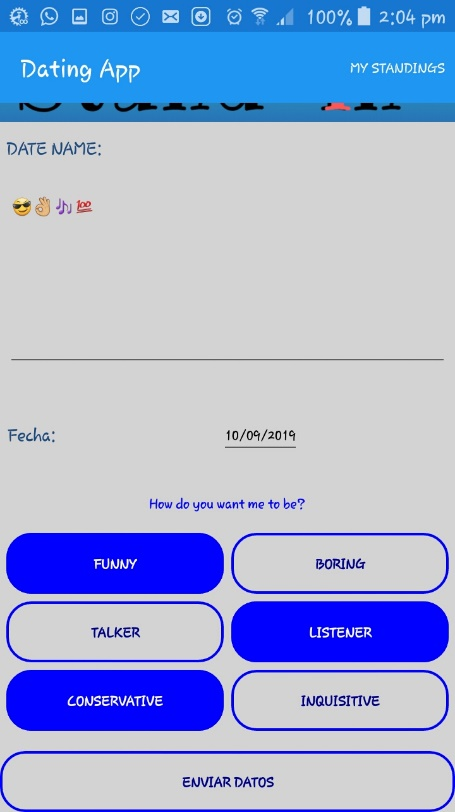 100% 2:04 pm
Dating App MY STANDINGS
DATE NAME:
😎👌🎶💯
Fecha: 10/09/2019
How do you want me to be?
FUNNY BORING
TALKER LISTENER
CONSERVATIVE INQUISITIVE
ENVIAR DATOS